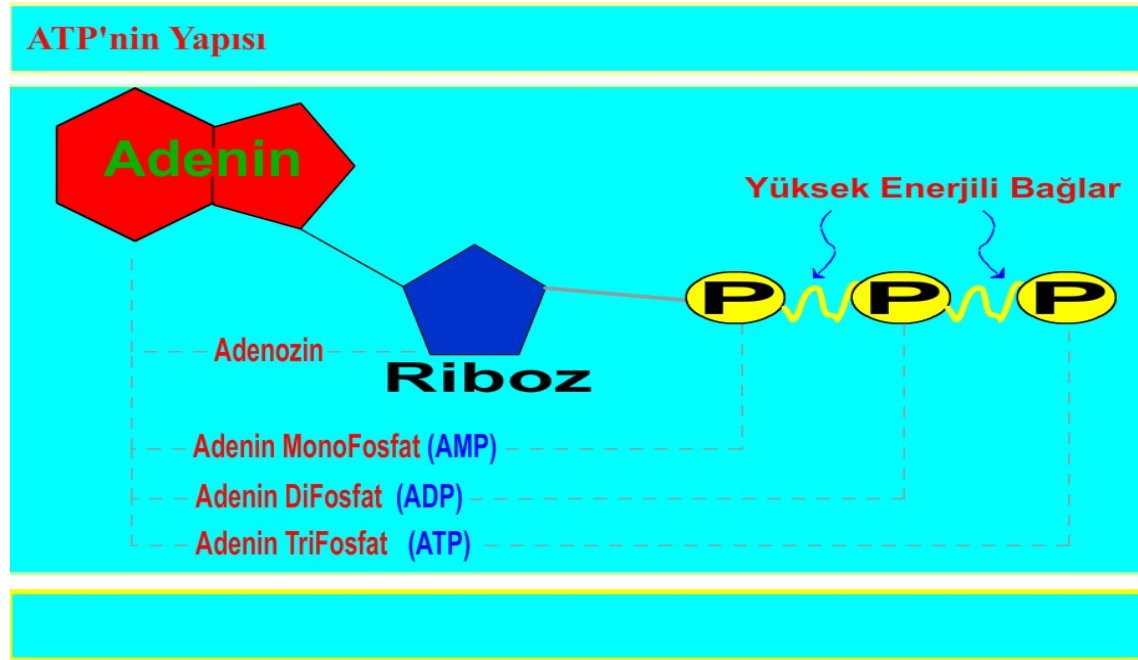 ATP'nin Yapısı
Adenin
Yüksek Enerjili Bağlar
P P P
Adenozin
Riboz
Adenin MonoFosfat (AMP)
Adenin DiFosfat (ADP)
Adenin TriFosfat (ATP)